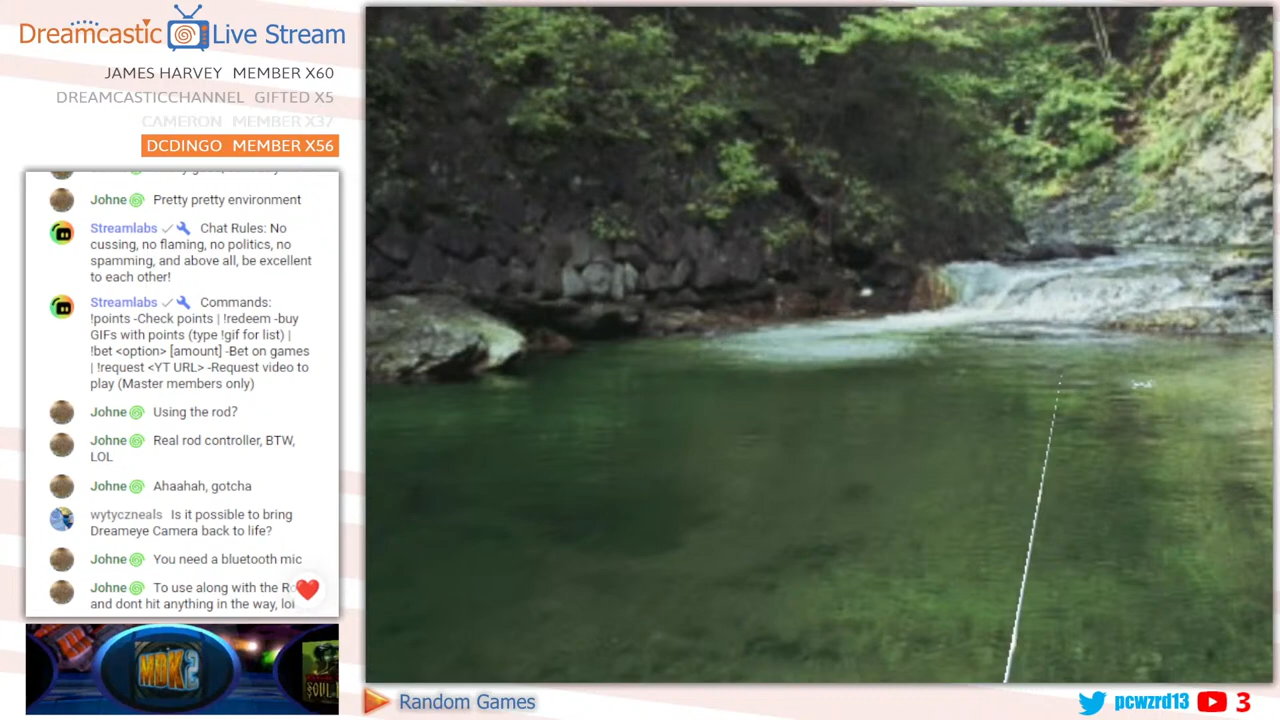 Dreamcastic Live Stream
JAMES HARVEY MEMBER X60
DREAMCASTICCHANNEL GIFTED X5
CAMERON MEMBER X37
DCDINGO MEMBER X56
Johne Pretty pretty environment
Streamlabs Chat Rules: No
cussing, no flaming, no politics, no
spamming, and above all, be excellent
to each other!
Streamlabs Commands:
!points -Check points | !redeem -buy
GIFs with points (type !gif for list) |
!bet <option> [amount] -Bet on games
| !request <YT URL> -Request video to
play (Master members only)
Johne Using the rod?
Johne Real rod controller, BTW,
LOL
Johne Ahaahah, gotcha
wytyczneals Is it possible to bring
Dreameye Camera back to life?
Johne You need a bluetooth mic
Johne To use along with the
and dont hit anything in the way, lol
MDK2
SOUL
Random Games
pcwzrd13 3